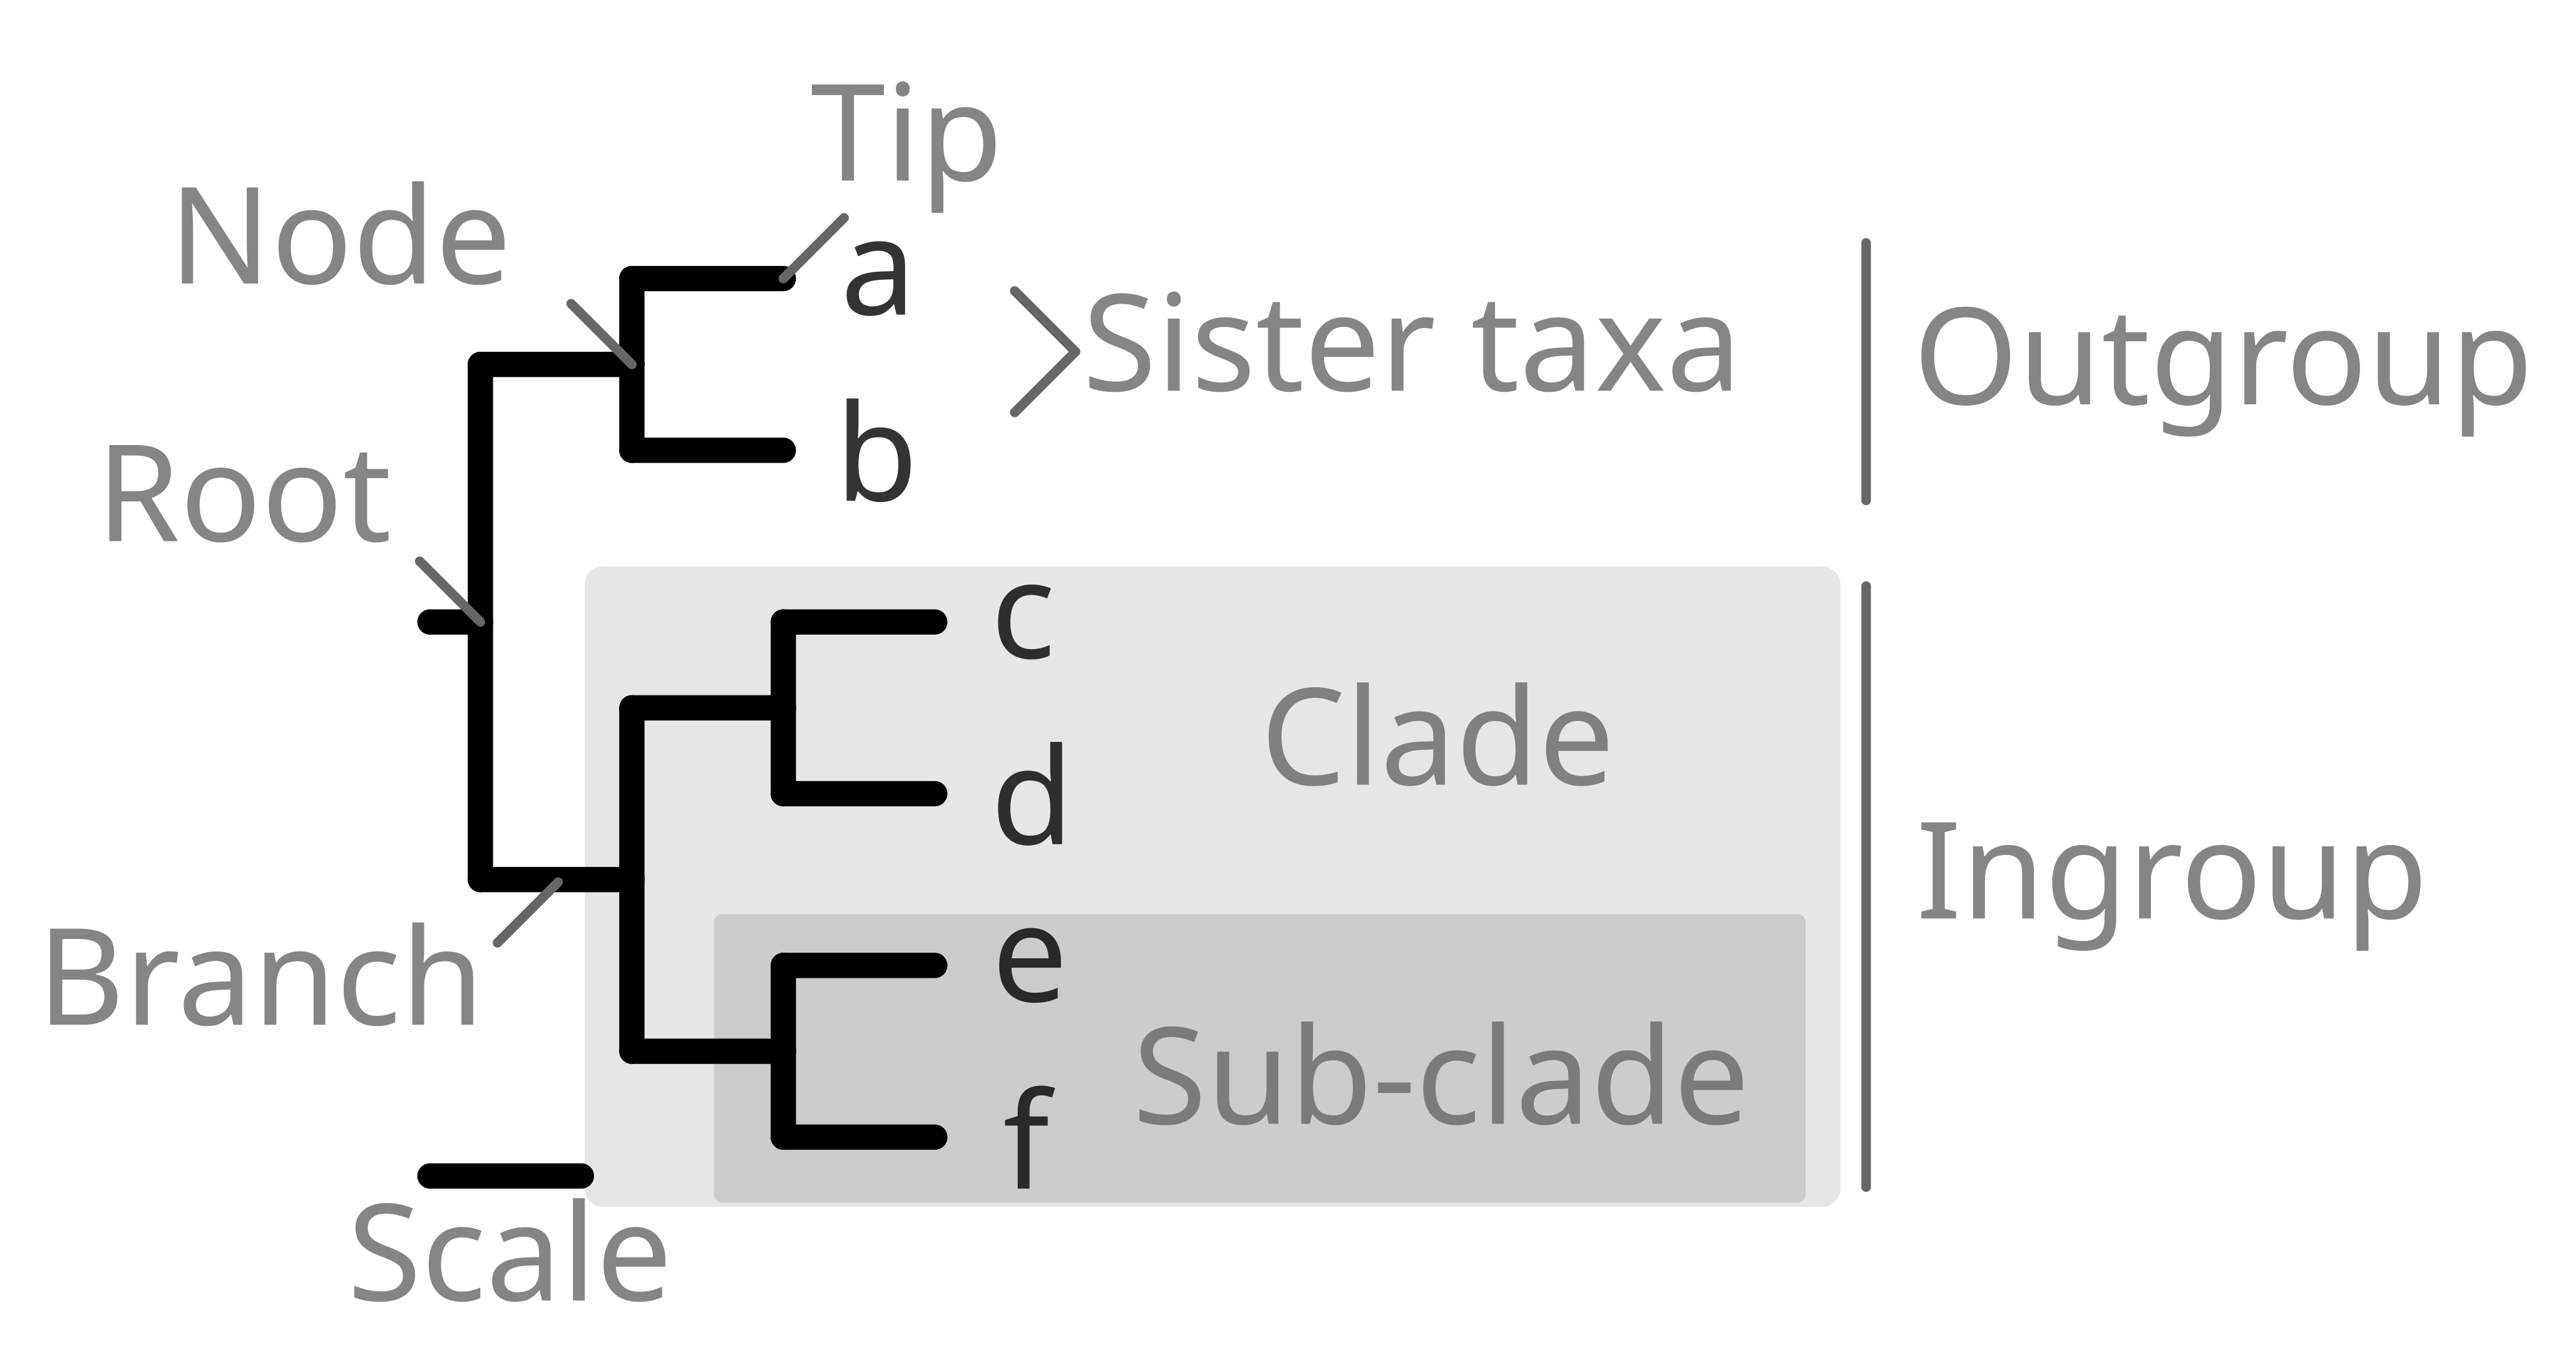 Tip
Node
a
Sister taxa
Outgroup
b
Root
c
Clade
d
Ingroup
e
Branch
Sub-clade
f
Scale